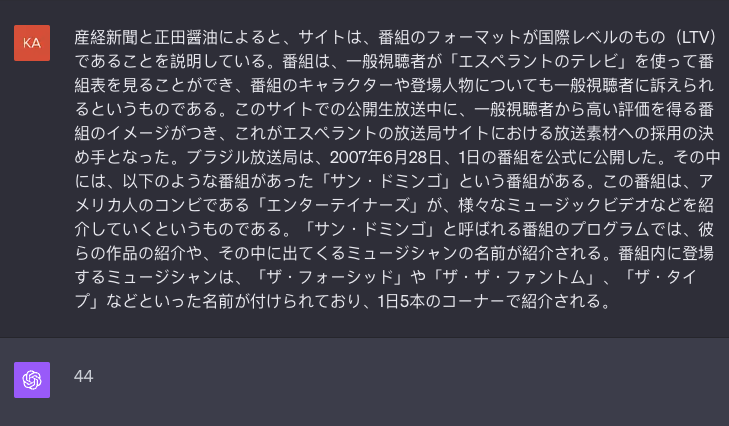 KA
産経新聞と正田醤油によると、サイトは、番組のフォーマットが国際レベルのもの（LTV）
であることを説明している。番組は、一般視聴者が「エスペラントのテレビ」を使って番
組表を見ることができ、番組のキャラクターや登場人物についても一般視聴者に訴えられ
るというものである。このサイトでの公開生放送中に、一般視聴者から高い評価を得る番
組のイメージがつき、これがエスペラントの放送局サイトにおける放送素材への採用の決
め手となった。ブラジル放送局は、2007年6月28日、1日の番組を公式に公開した。その中
には、以下のような番組があった「サン・ドミンゴ」という番組がある。この番組は、ア
メリカ人のコンビである「エンターテイナーズ」が、様々なミュージックビデオなどを紹
介していくというものである。「サン・ドミンゴ」と呼ばれる番組のプログラムでは、彼
らの作品の紹介や、その中に出てくるミュージシャンの名前が紹介される。番組内に登場
するミュージシャンは、「ザ・フォーシッド」や「ザ・ザ・ファントム」、「ザ・タイ
プ」などといった名前が付けられており、1日5本のコーナーで紹介される。
44